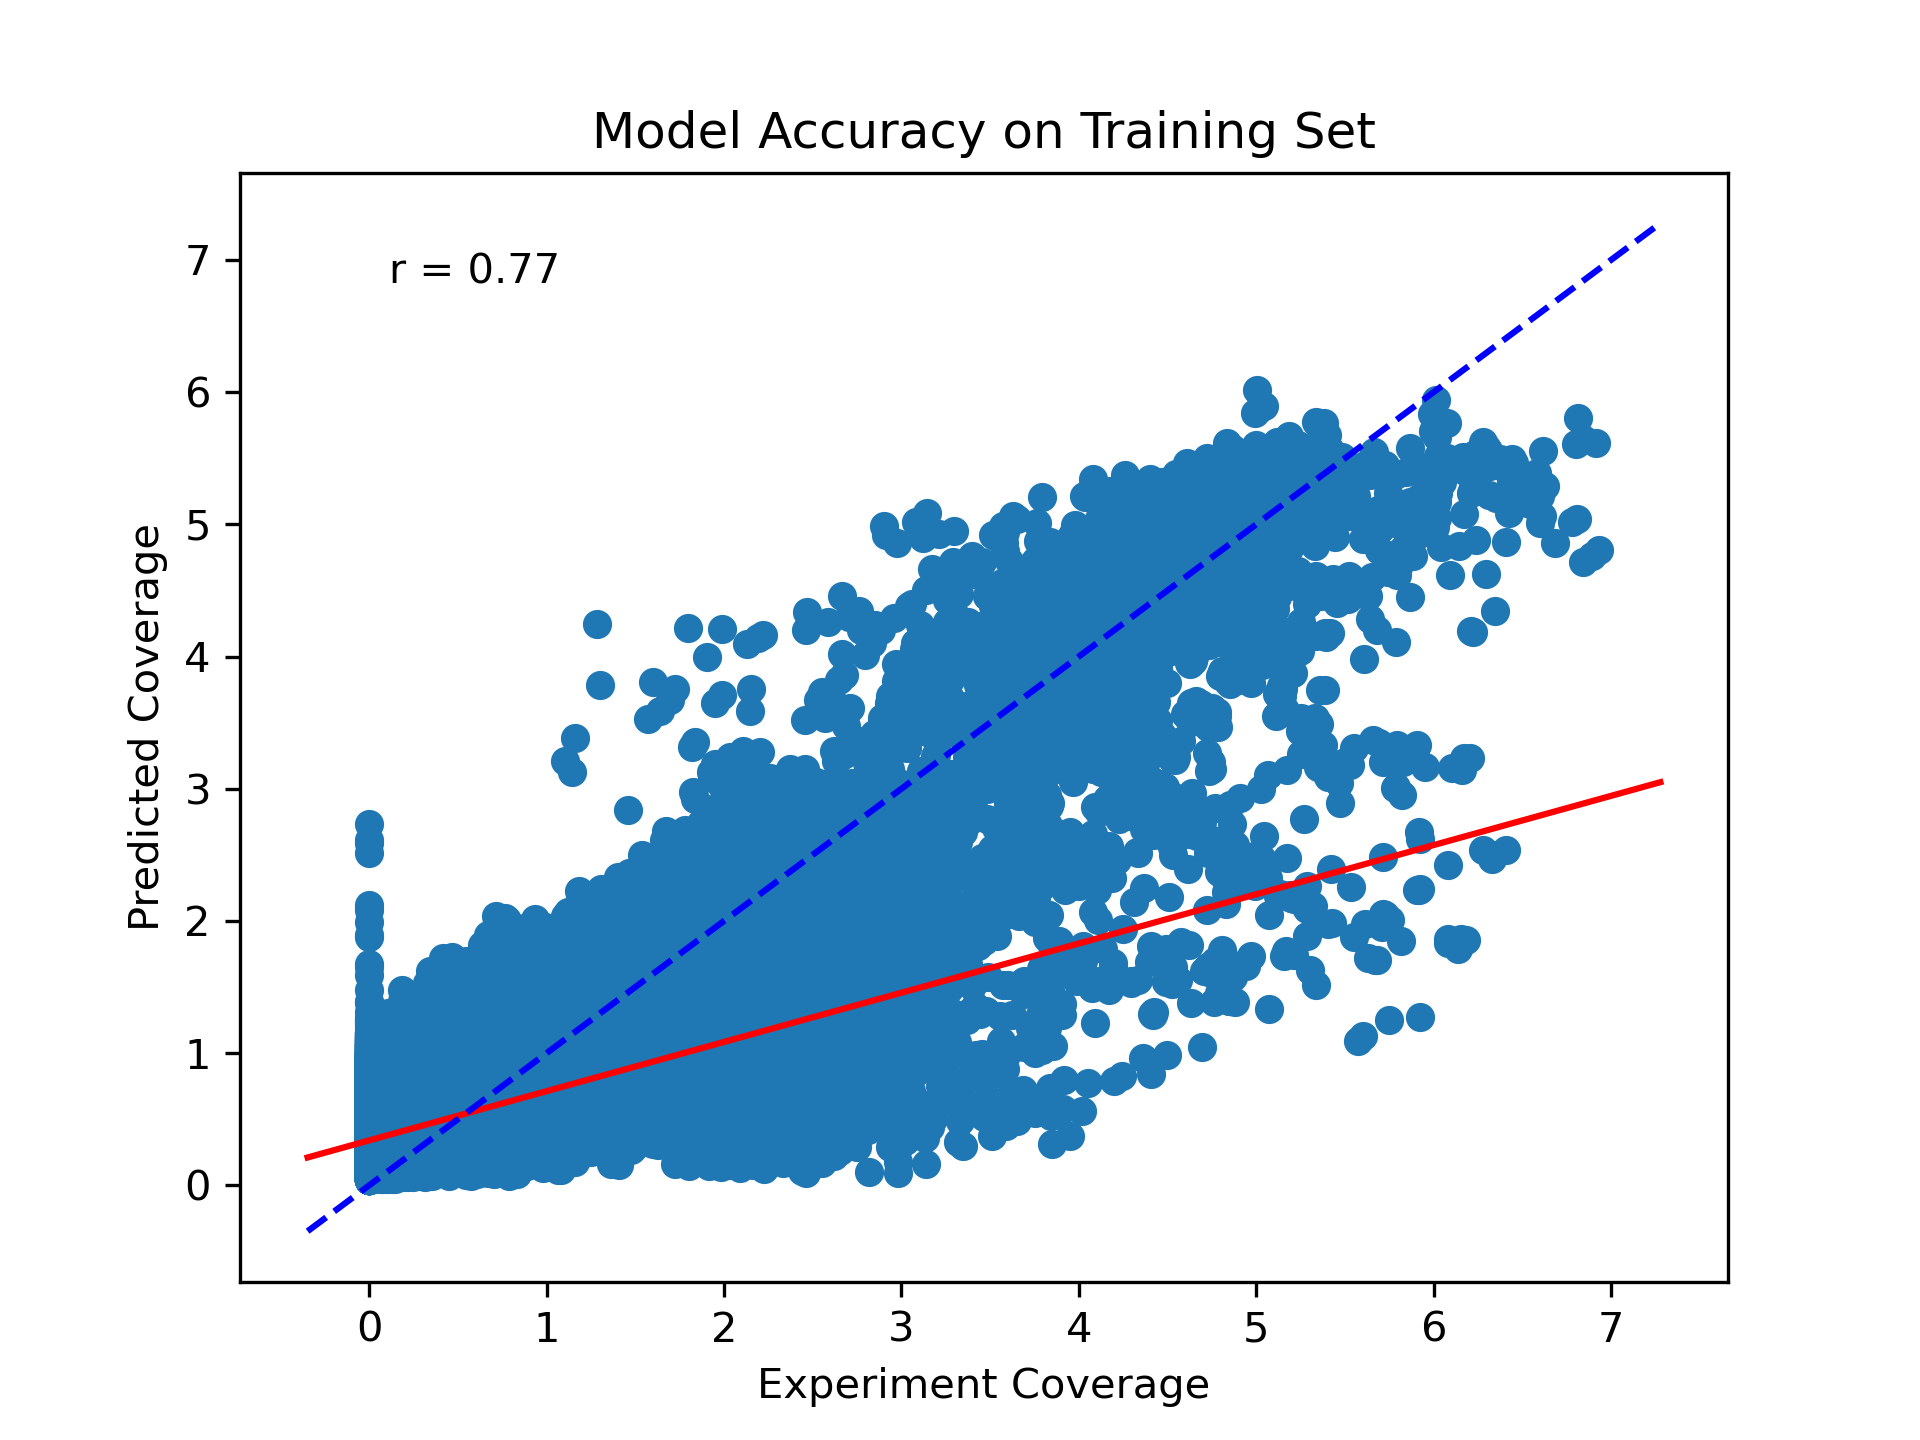 Model Accuracy on Training Set
r = 0.77
7
6
5
4
3
2
1
0
Predicted Coverage
0 1 2 3 4 5 6 7
Experiment Coverage